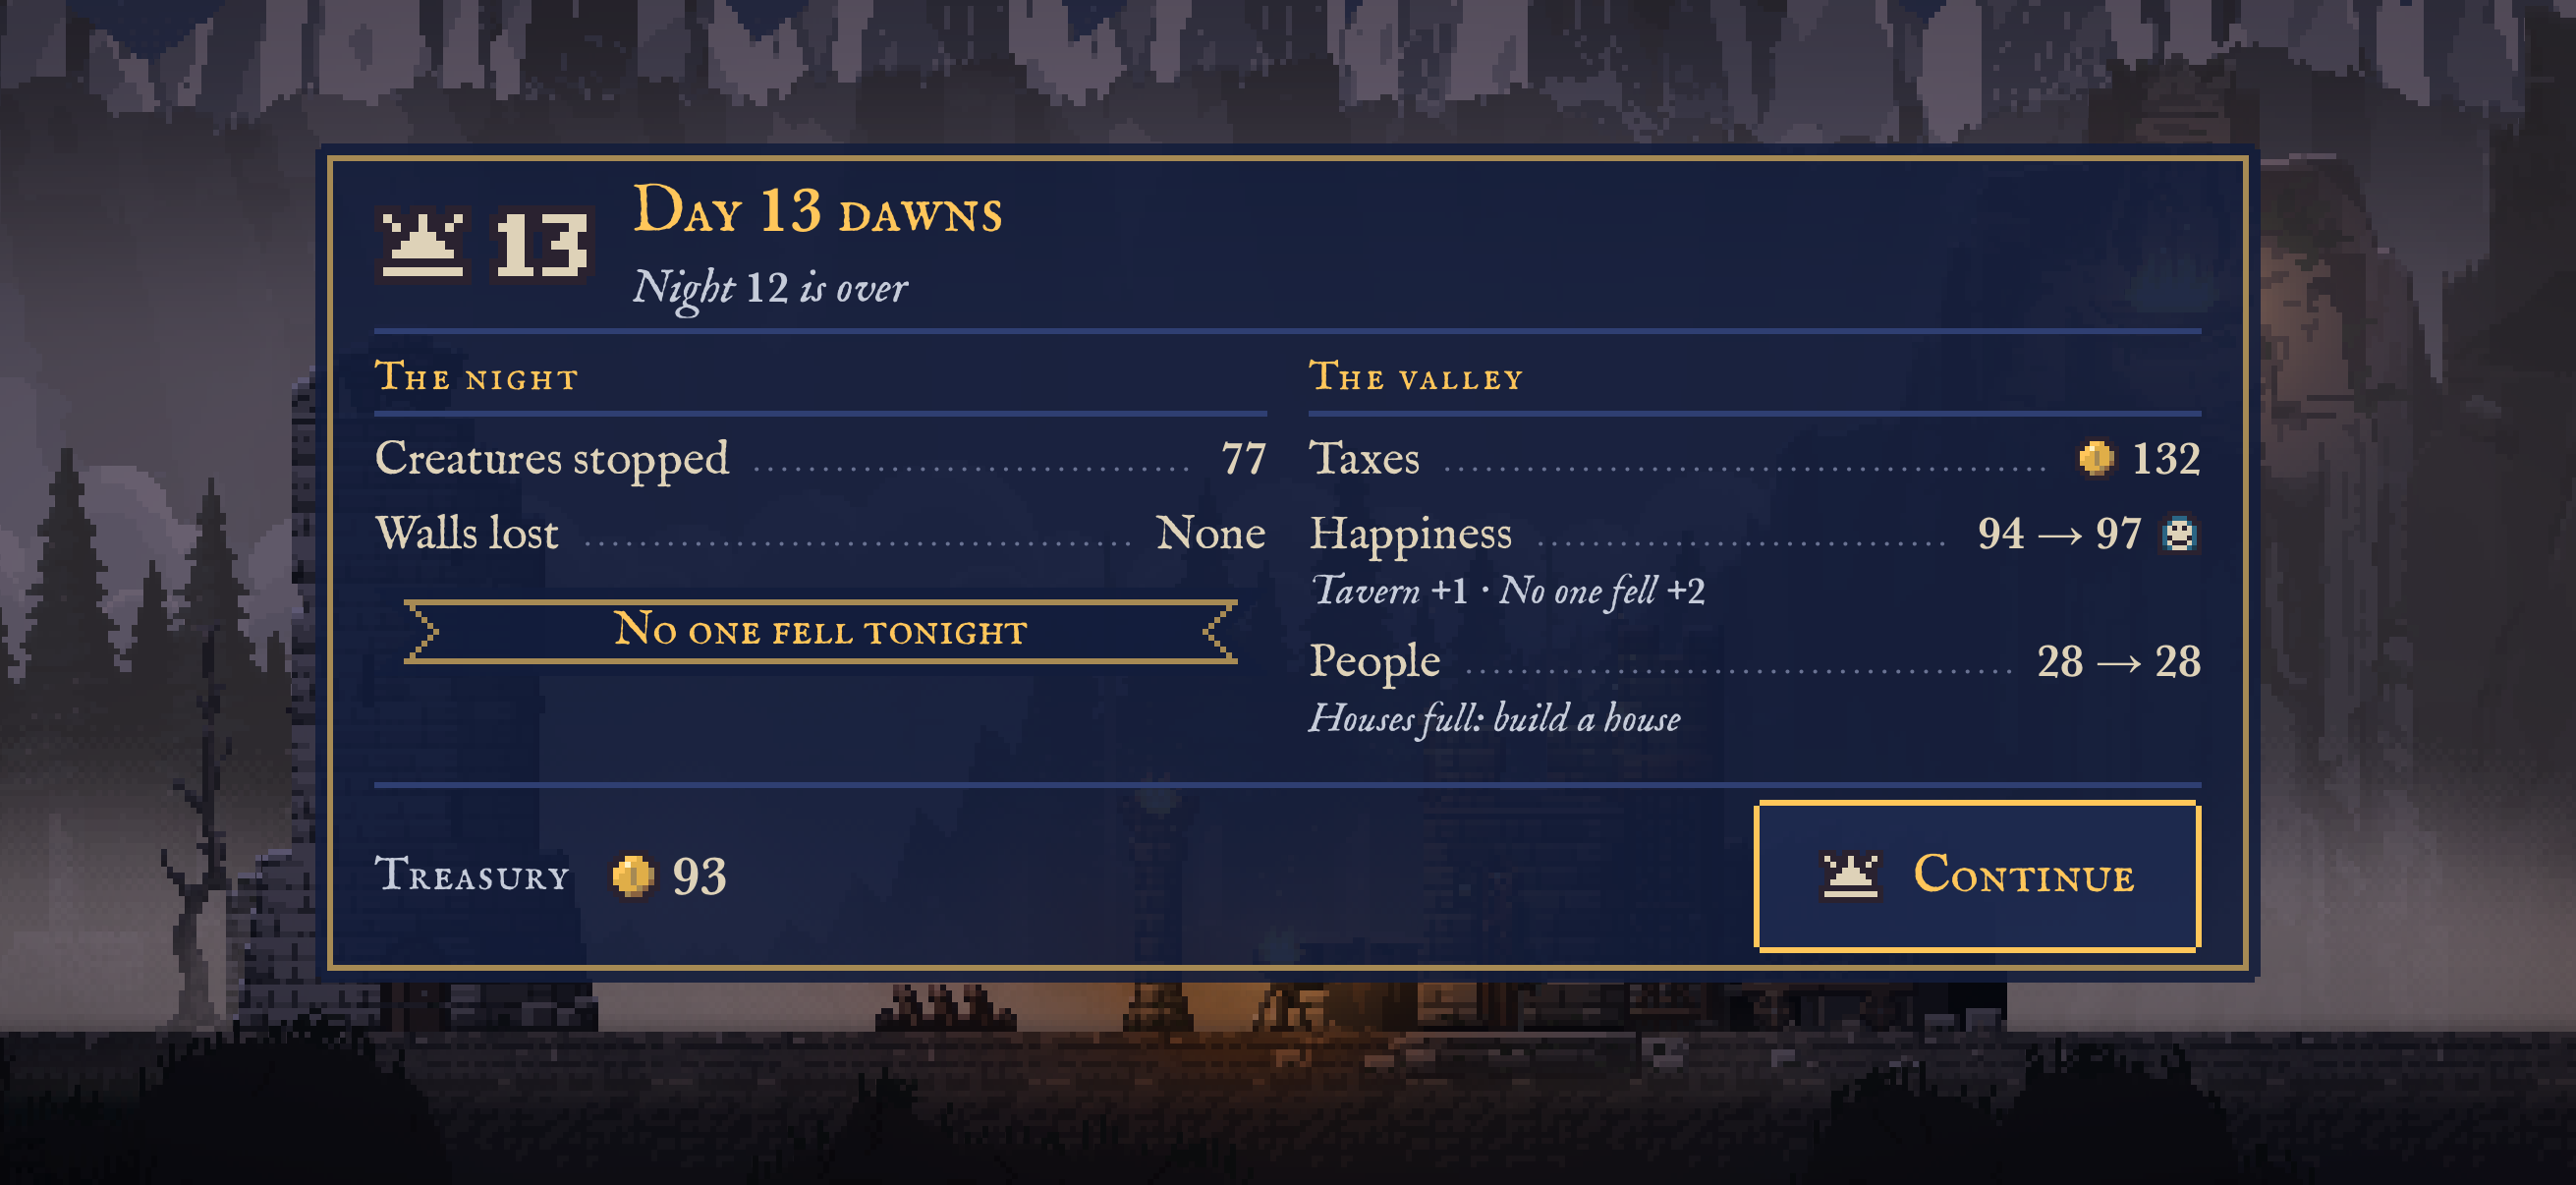 13
Day 13 dawns
Night 12 is over
The night
Creatures stopped 77
Walls lost None
No one fell tonight
The valley
Taxes 132
Happiness 94 → 97
Tavern +1 · No one fell +2
People 28 → 28
Houses full: build a house
Treasury 93
Continue